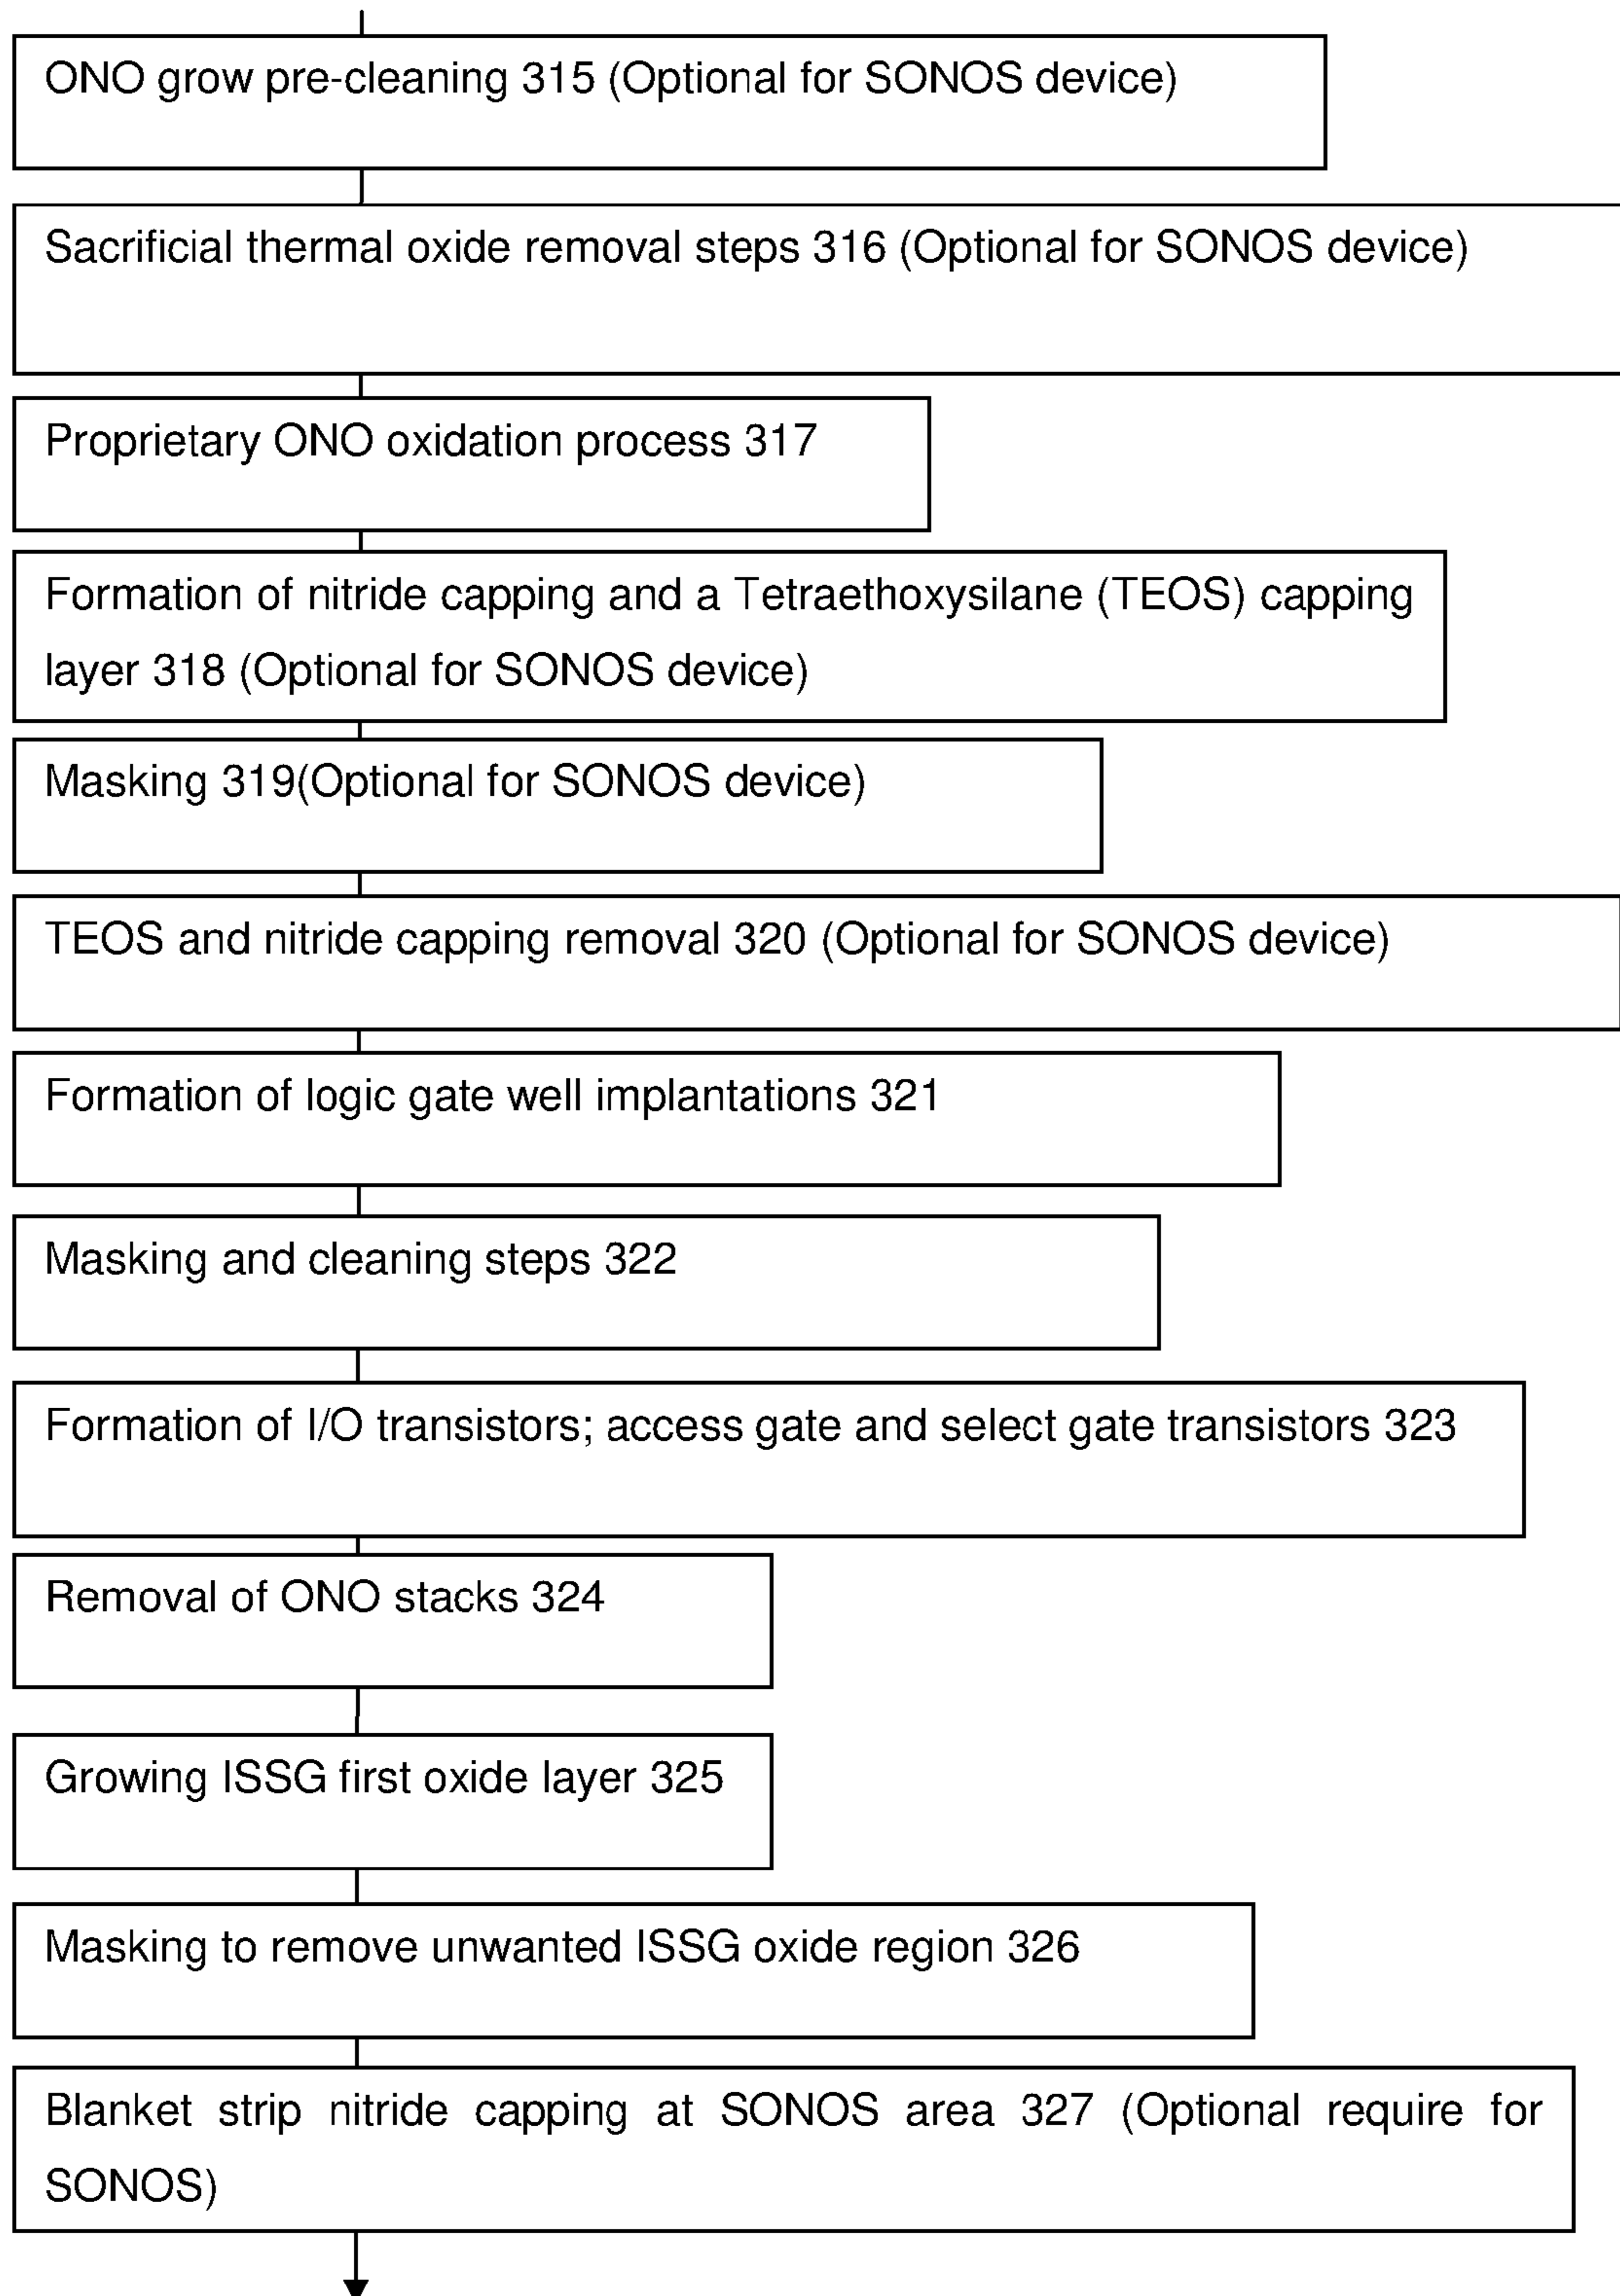 ONO grow pre-cleaning 315 (Optional for SONOS device)
Sacrificial thermal oxide removal steps 316 (Optional for SONOS device)
Proprietary ONO oxidation process 317
Formation of nitride capping and a Tetraethoxysilane (TEOS) capping
layer 318 (Optional for SONOS device)
Masking 319(Optional for SONOS device)
TEOS and nitride capping removal 320 (Optional for SONOS device)
Formation of logic gate well implantations 321
Masking and cleaning steps 322
Formation of I/O transistors; access gate and select gate transistors 323
Removal of ONO stacks 324
Growing ISSG first oxide layer 325
Masking to remove unwanted ISSG oxide region 326
Blanket strip nitride capping at SONOS area 327 (Optional require for
SONOS)